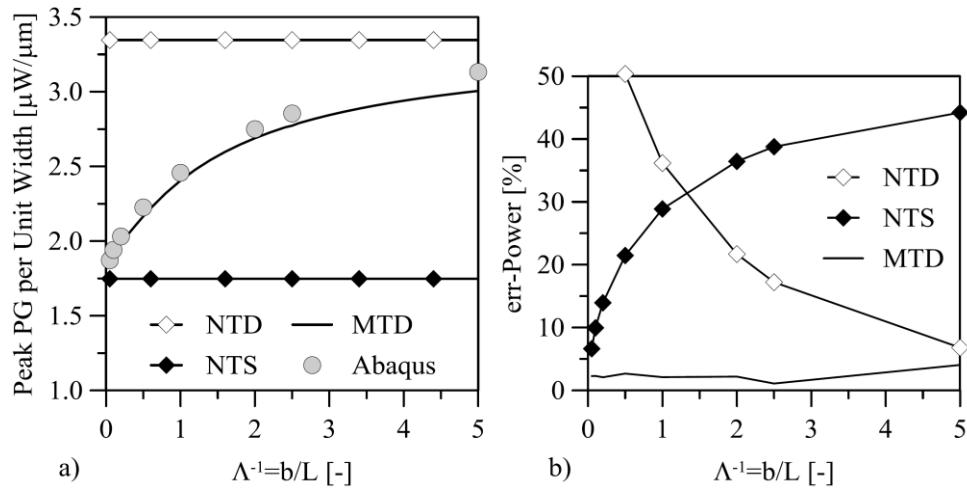 Peak PG per Unit Width [μW/μm]
3.5
3.0
2.5
2.0
1.5
1.0
NTD
MTD
NTS
Abaqus
0 1 2 3 4 5
a)
Λ⁻¹=b/L [-]
err-Power [%]
50
40
30
20
10
0
NTD
NTS
MTD
0 1 2 3 4 5
b)
Λ⁻¹=b/L [-]